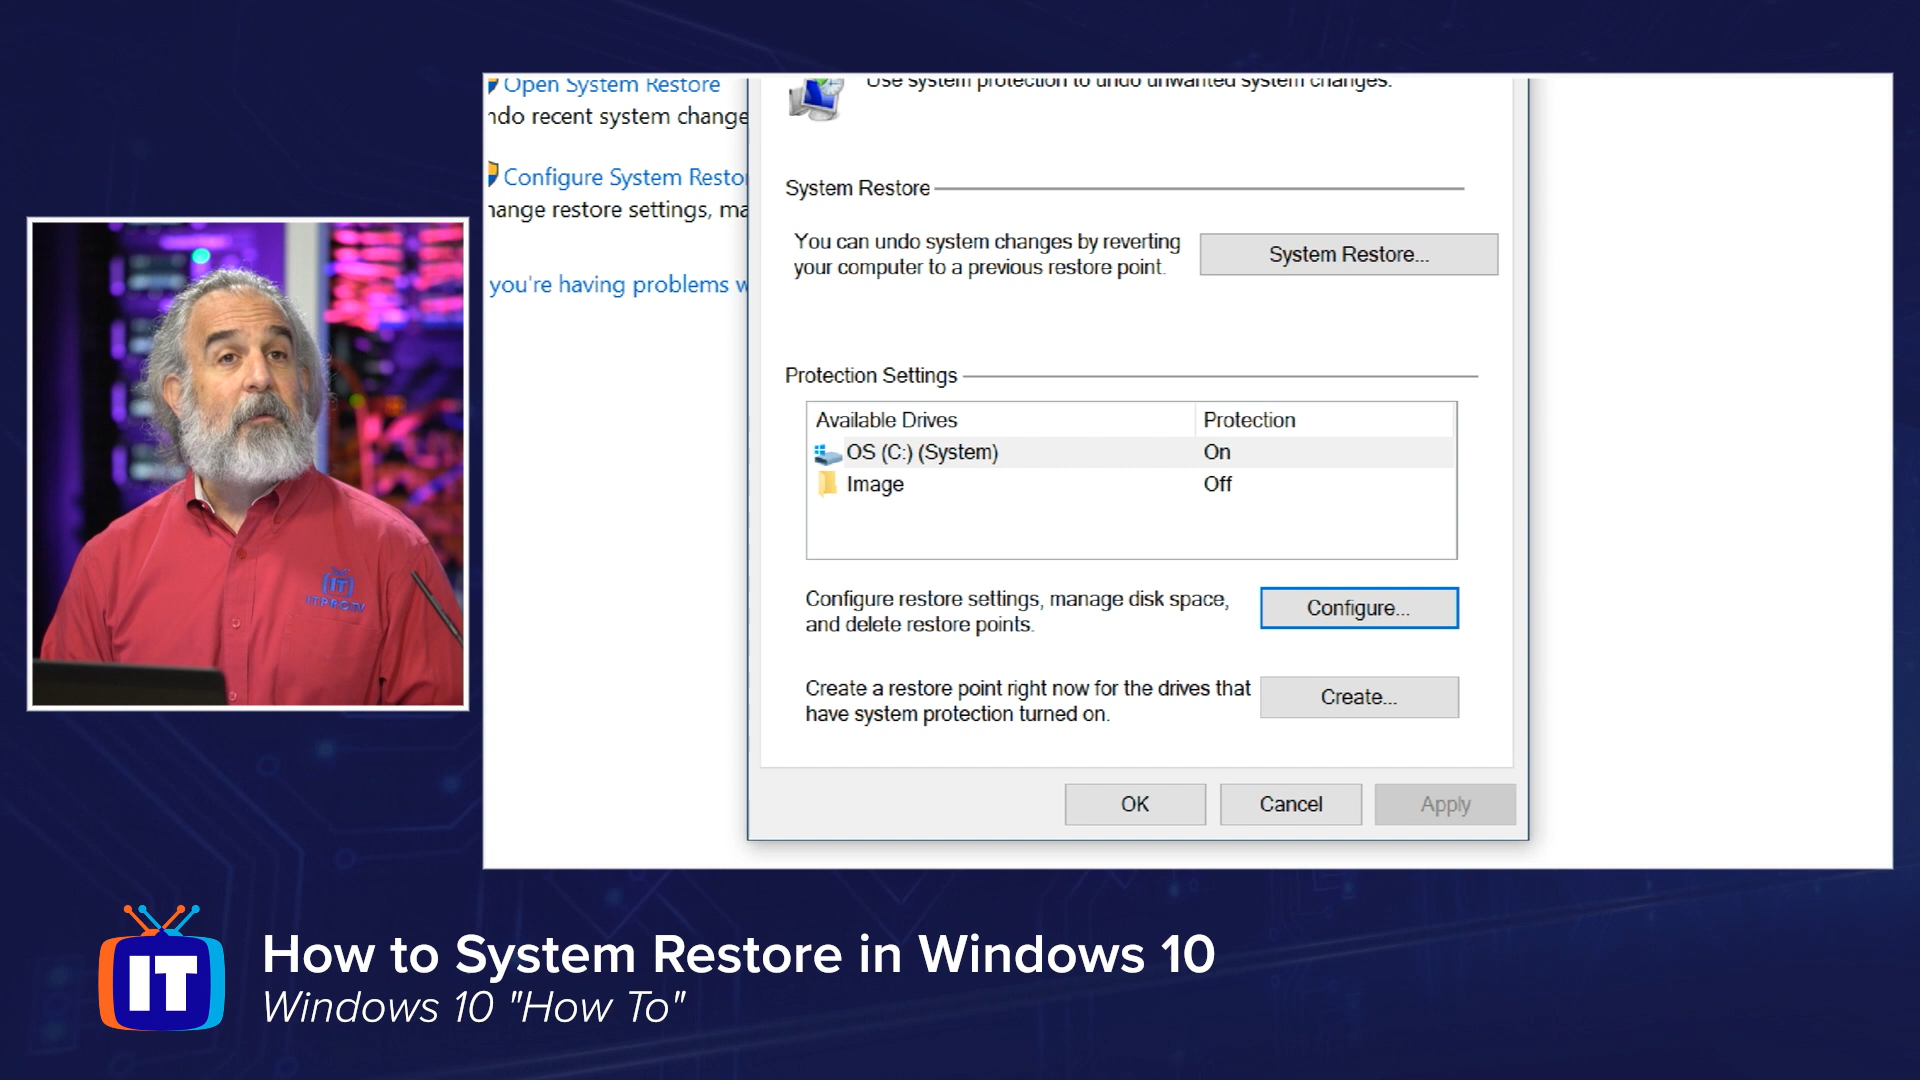 Open System Restore
ndo recent system change
Configure System Resto
hange restore settings, ma
you're having problems w
Use system protection to undo unwanted system changes.
System Restore
You can undo system changes by reverting
your computer to a previous restore point.
System Restore...
Protection Settings
Available Drives Protection
OS (C:) (System) On
Image Off
Configure restore settings, manage disk space,
and delete restore points.
Configure...
Create a restore point right now for the drives that
have system protection turned on.
Create...
OK Cancel Apply
(IT)
ITPRO.TV
IT
How to System Restore in Windows 10
Windows 10 "How To"